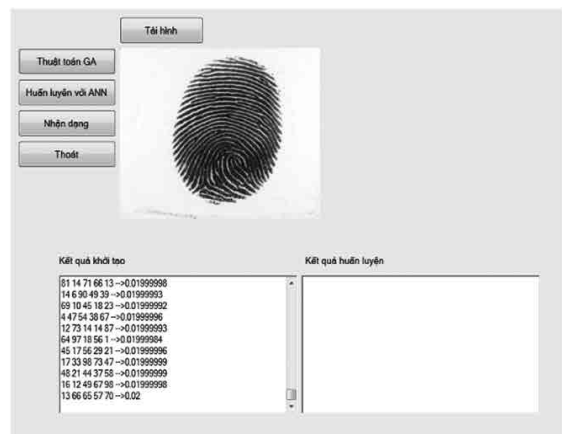 Tải hình
Thuật toán GA
Huấn luyện với ANN
Nhận dạng
Thoát
Kết quả khởi tạo
Kết quả huấn luyện
81 14 71 66 13 -->0.01999998
14 6 90 49 39 -->0.01999993
69 10 45 18 23 -->0.01999992
4 47 54 38 67 -->0.01999996
12 73 14 14 87 -->0.01999993
64 97 18 56 1 -->0.01999984
45 17 56 29 21 -->0.01999996
17 33 98 73 47 -->0.01999999
48 21 44 37 58 -->0.01999999
16 12 49 67 98 -->0.01999998
13 66 65 57 70 -->0.02